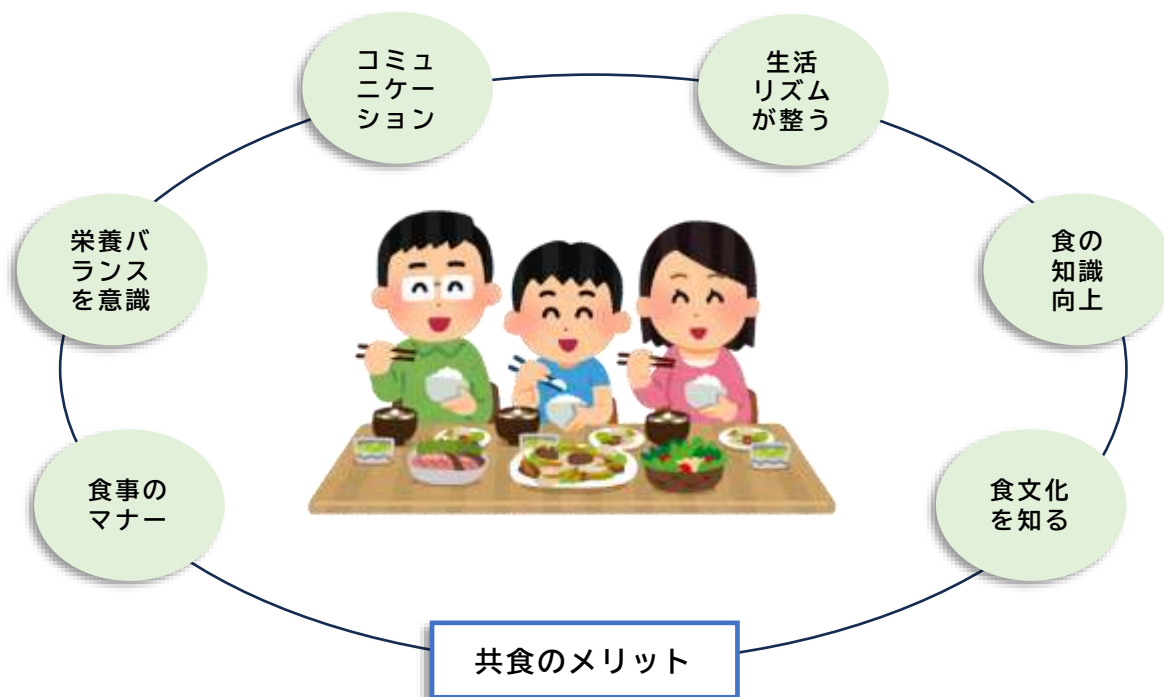 コミュ
ニケー
ション
生活
リズム
が整う
栄養バ
ランス
を意識
食の
知識
向上
食事の
マナー
食文化
を知る
共食のメリット